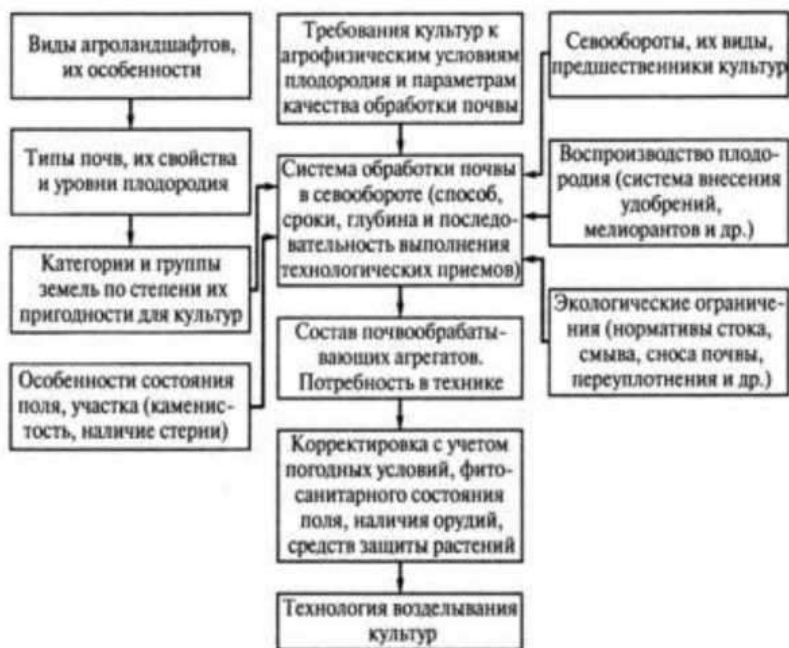 Виды агроландшафтов,
их особенности
Типы почв, их свойства
и уровни плодородия
Категории и группы
земель по степени их
пригодности для культур
Особенности состояния
поля, участка (каменис-
тость, наличие стерни)
Требования культур к
агрофизическим условиям
плодородия и параметрам
качества обработки почвы
Система обработки почвы
в севообороте (способ,
сроки, глубина и последо-
вательность выполнения
технологических приемов)
Состав почвообрабаты-
вающих агрегатов.
Потребность в технике
Корректировка с учетом
погодных условий, фито-
санитарного состояния
поля, наличия орудий,
средств защиты растений
Технология возделывания
культур
Севообороты, их виды,
предшественники культур
Воспроизводство плодо-
родия (система внесения
удобрений,
мелиорантов и др.)
Экологические ограниче-
ния (нормативы стока,
смыва, сноса почвы,
переуплотнения и др.)